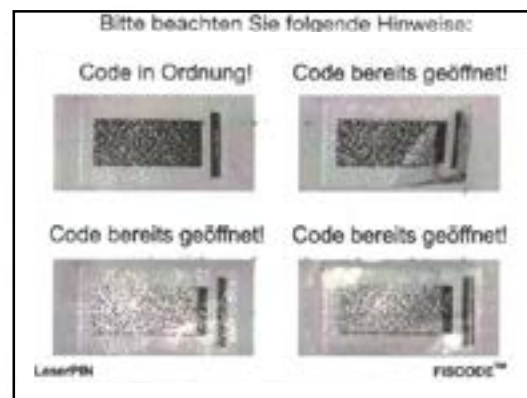 Bitte beachten Sie folgende Hinweise:
Code in Ordnung! Code bereits geöffnet!
Code bereits geöffnet! Code bereits geöffnet!
LaserPIN FISCODE™